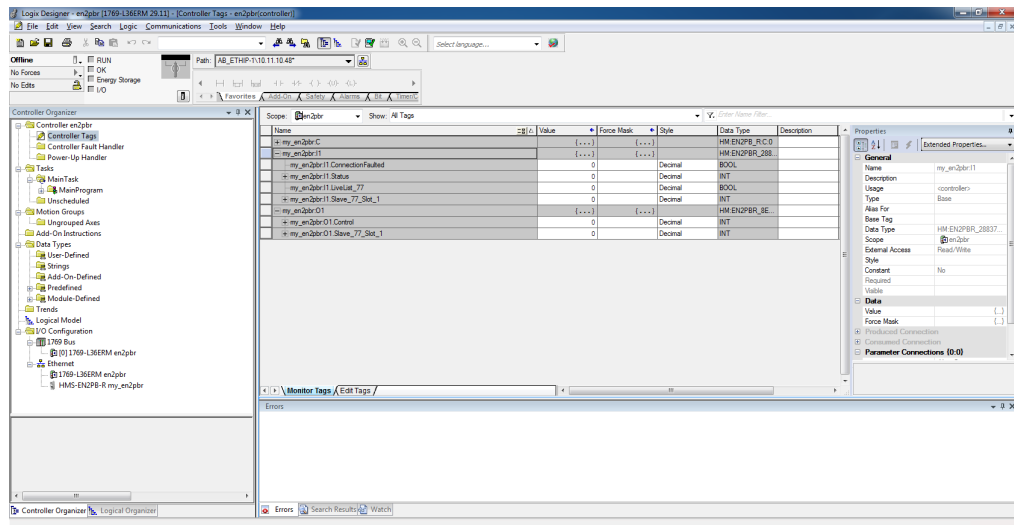 Logix Designer - en2pbr [1769-L36ERM 29.11] - [Controller Tags - en2pbr(controller)]
File Edit View Search Logic Communications Tools Window Help
Select language...
Offline
RUN
No Forces
OK
Energy Storage
No Edits
I/O
Path: AB_ETHIP-1\10.11.10.48*
Favorites Add-On Safety Alarms Bit Timer/C
Controller Organizer
Controller en2pbr
Controller Tags
Controller Fault Handler
Power-Up Handler
Tasks
MainTask
MainProgram
Unscheduled
Motion Groups
Ungrouped Axes
Add-On Instructions
Data Types
User-Defined
Strings
Add-On-Defined
Predefined
Module-Defined
Trends
Logical Model
I/O Configuration
1769 Bus
[0] 1769-L36ERM en2pbr
Ethernet
1769-L36ERM en2pbr
HMS-EN2PB-R my_en2pbr
Controller Organizer Logical Organizer
Scope: en2pbr Show: All Tags Enter Name Filter...
Name Value Force Mask Style Data Type Description
my_en2pbr:C {...} {...} HM:EN2PB_R:C:0
my_en2pbr:I1 {...} {...} HM:EN2PBR_288...
my_en2pbr:I1.ConnectionFaulted 0 Decimal BOOL
my_en2pbr:I1.Status 0 Decimal INT
my_en2pbr:I1.LiveList_77 0 Decimal BOOL
my_en2pbr:I1.Slave_77_Slot_1 0 Decimal INT
my_en2pbr:O1 {...} {...} HM:EN2PBR_8E...
my_en2pbr:O1.Control 0 Decimal INT
my_en2pbr:O1.Slave_77_Slot_1 0 Decimal INT
Monitor Tags Edit Tags
Properties
Extended Properties...
General
Name my_en2pbr:I1
Description
Usage <controller>
Type Base
Alias For
Base Tag
Data Type HM:EN2PBR_28837...
Scope en2pbr
External Access Read/Write
Style
Constant No
Required
Visible
Data
Value {...}
Force Mask {...}
Produced Connection
Consumed Connection
Parameter Connections {0:0}
Errors
Errors Search Results Watch